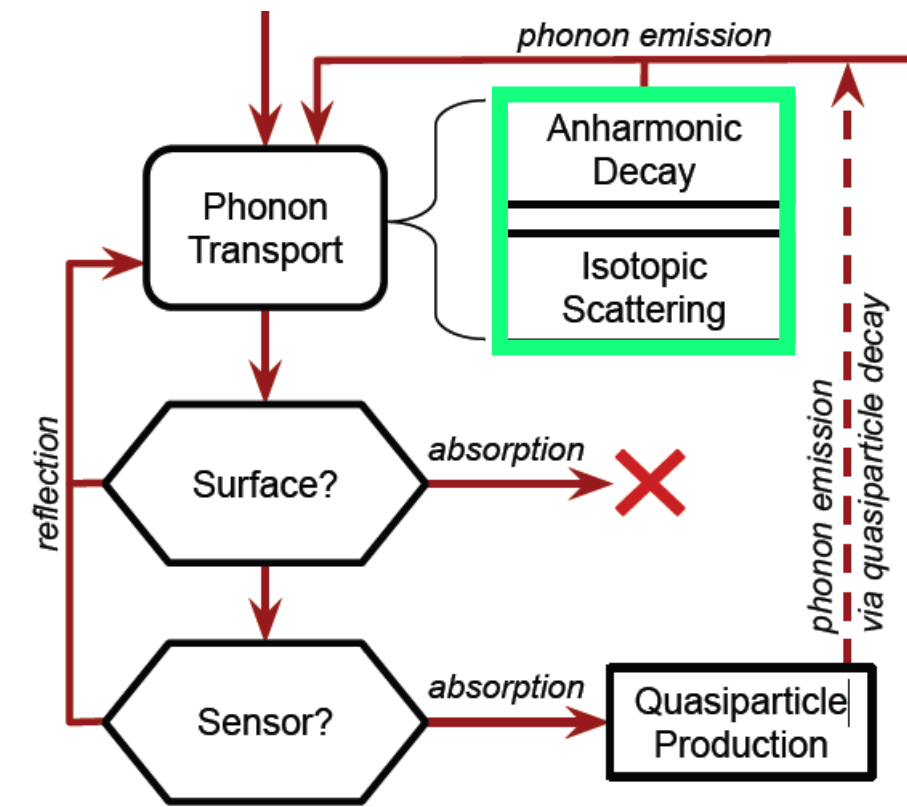 phonon emission
Anharmonic
Decay
Phonon
Transport
Isotopic
Scattering
reflection
Surface?
absorption
phonon emission
via quasiparticle decay
Sensor?
absorption
Quasiparticle
Production